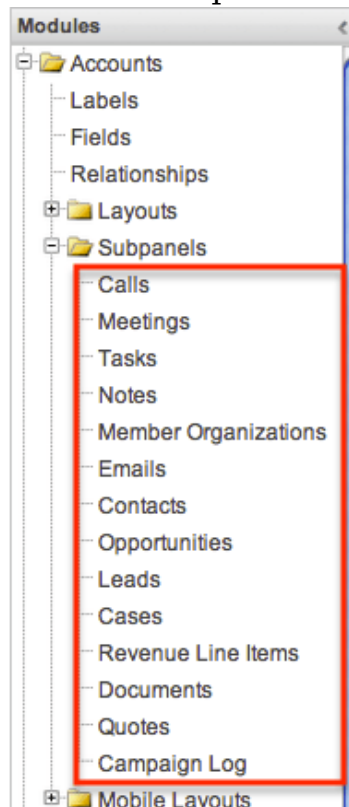 Modules
Accounts
Labels
Fields
Relationships
Layouts
Subpanels
Calls
Meetings
Tasks
Notes
Member Organizations
Emails
Contacts
Opportunities
Leads
Cases
Revenue Line Items
Documents
Quotes
Campaign Log
Mobile Layouts